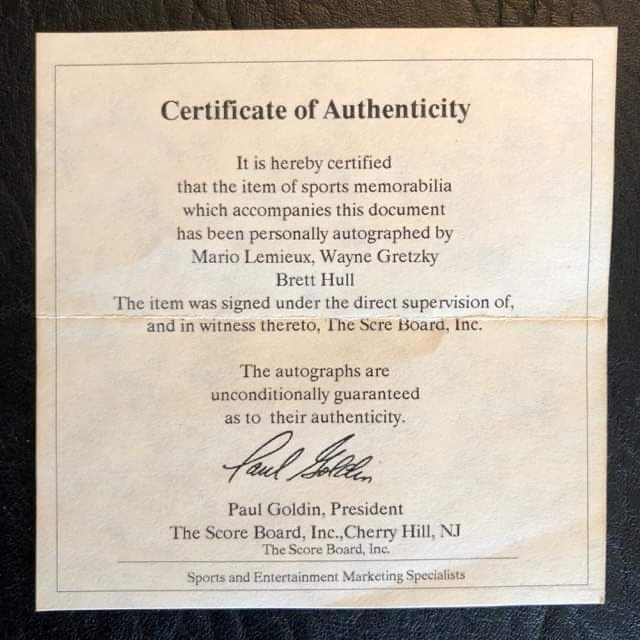 Certificate of Authenticity
It is hereby certified
that the item of sports memorabilia
which accompanies this document
has been personally autographed by
Mario Lemieux, Wayne Gretzky
Brett Hull
The item was signed under the direct supervision of,
and in witness thereto, The Scre Board, Inc.
The autographs are
unconditionally guaranteed
as to their authenticity.
Paul Goldin
Paul Goldin, President
The Score Board, Inc.,Cherry Hill, NJ
The Score Board, Inc.
Sports and Entertainment Marketing Specialists